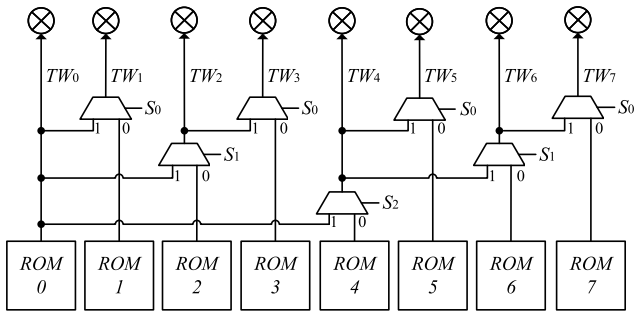 TW0 TW1 TW2 TW3 TW4 TW5 TW6 TW7
S0 S0 S0 S0
1 0 1 0 1 0 1 0
S1 S1
1 0 1 0
S2
1 0
ROM ROM ROM ROM ROM ROM ROM ROM
0 1 2 3 4 5 6 7